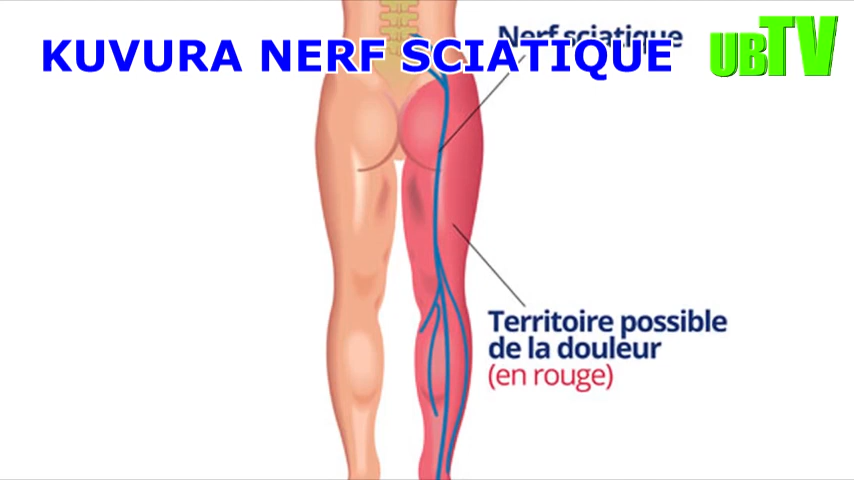 Nerf sciatique
KUVURA NERF SCIATIQUE
UBTV
Territoire possible
de la douleur
(en rouge)